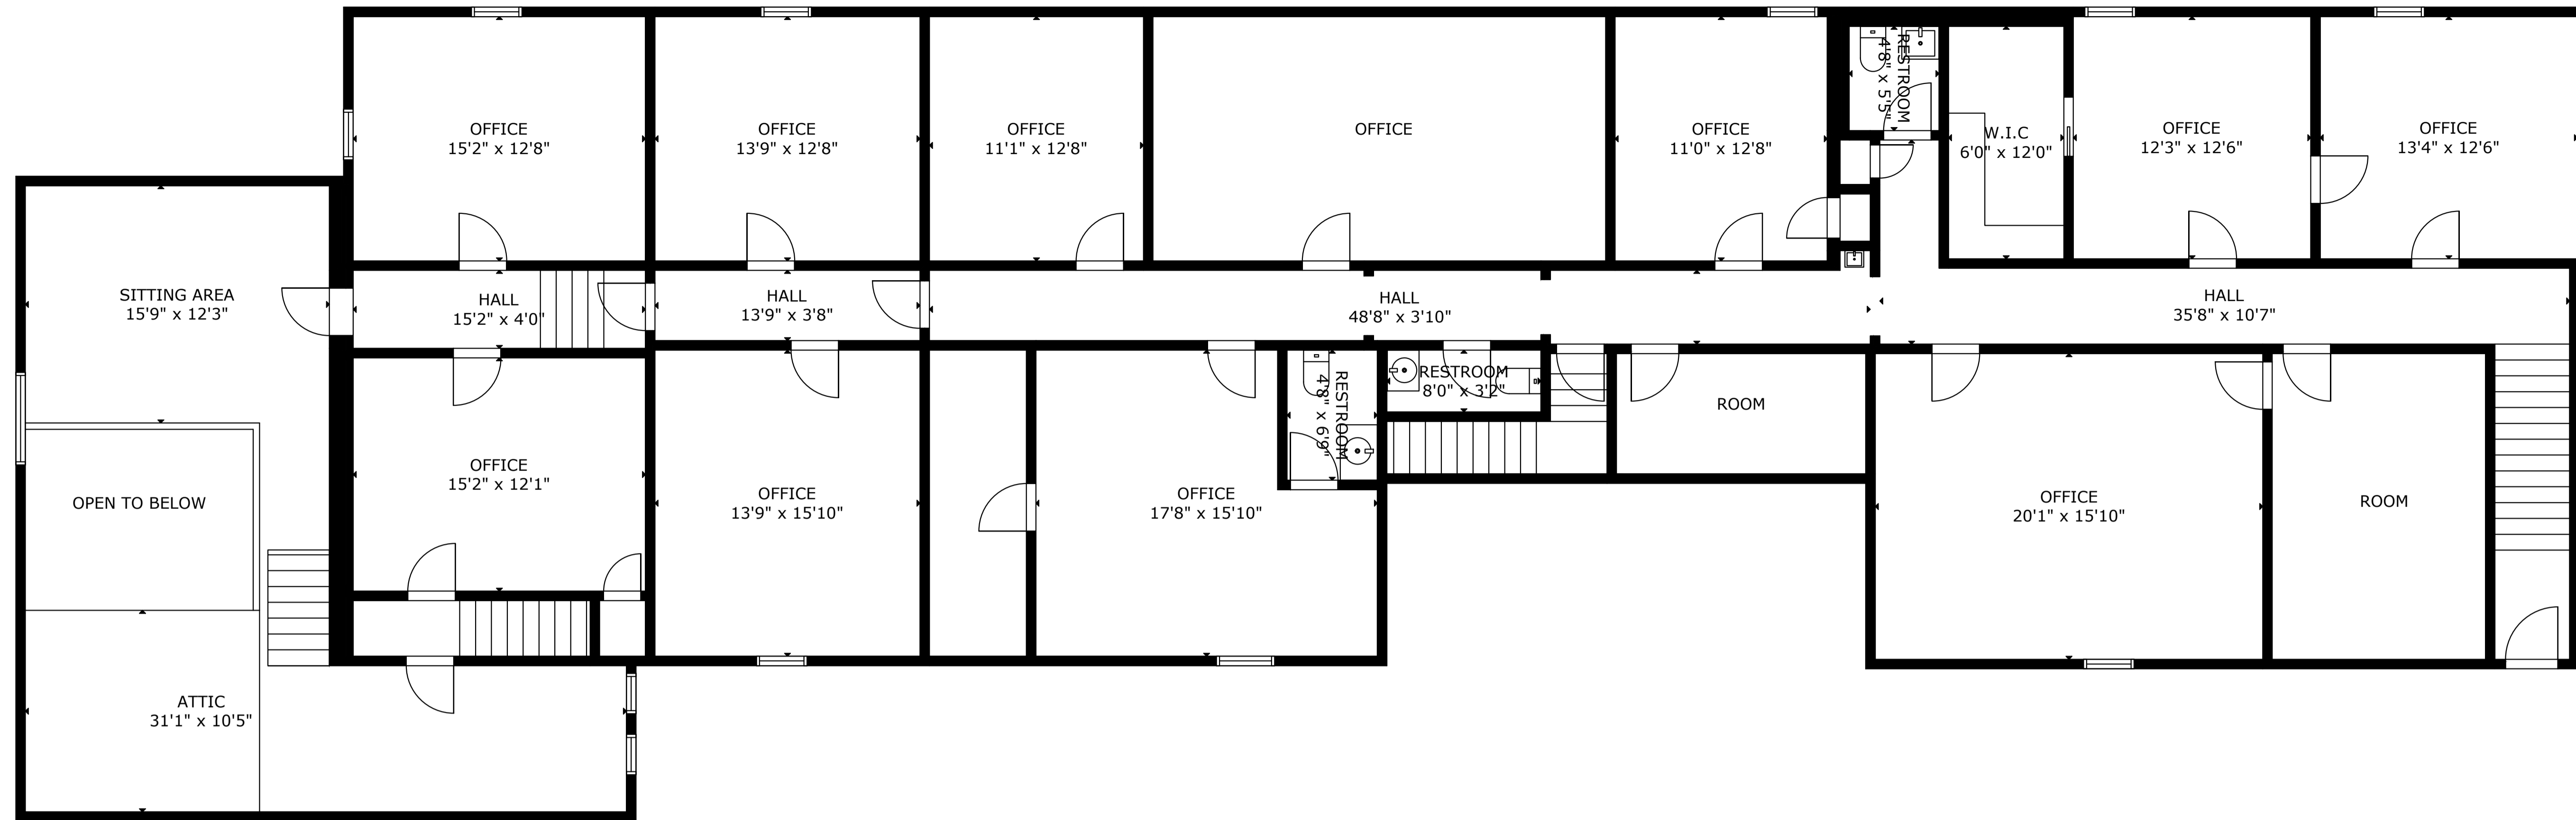 OFFICE
15'2" x 12'8"
OFFICE
13'9" x 12'8"
OFFICE
11'1" x 12'8"
OFFICE
OFFICE
11'0" x 12'8"
RESTROOM
4'8" x 5'5"
W.I.C
6'0" x 12'0"
OFFICE
12'3" x 12'6"
OFFICE
13'4" x 12'6"
SITTING AREA
15'9" x 12'3"
HALL
15'2" x 4'0"
HALL
13'9" x 3'8"
HALL
48'8" x 3'10"
HALL
35'8" x 10'7"
RESTROOM
4'8" x 6'9"
RESTROOM
8'0" x 3'2"
ROOM
OPEN TO BELOW
OFFICE
15'2" x 12'1"
OFFICE
13'9" x 15'10"
OFFICE
17'8" x 15'10"
OFFICE
20'1" x 15'10"
ROOM
ATTIC
31'1" x 10'5"